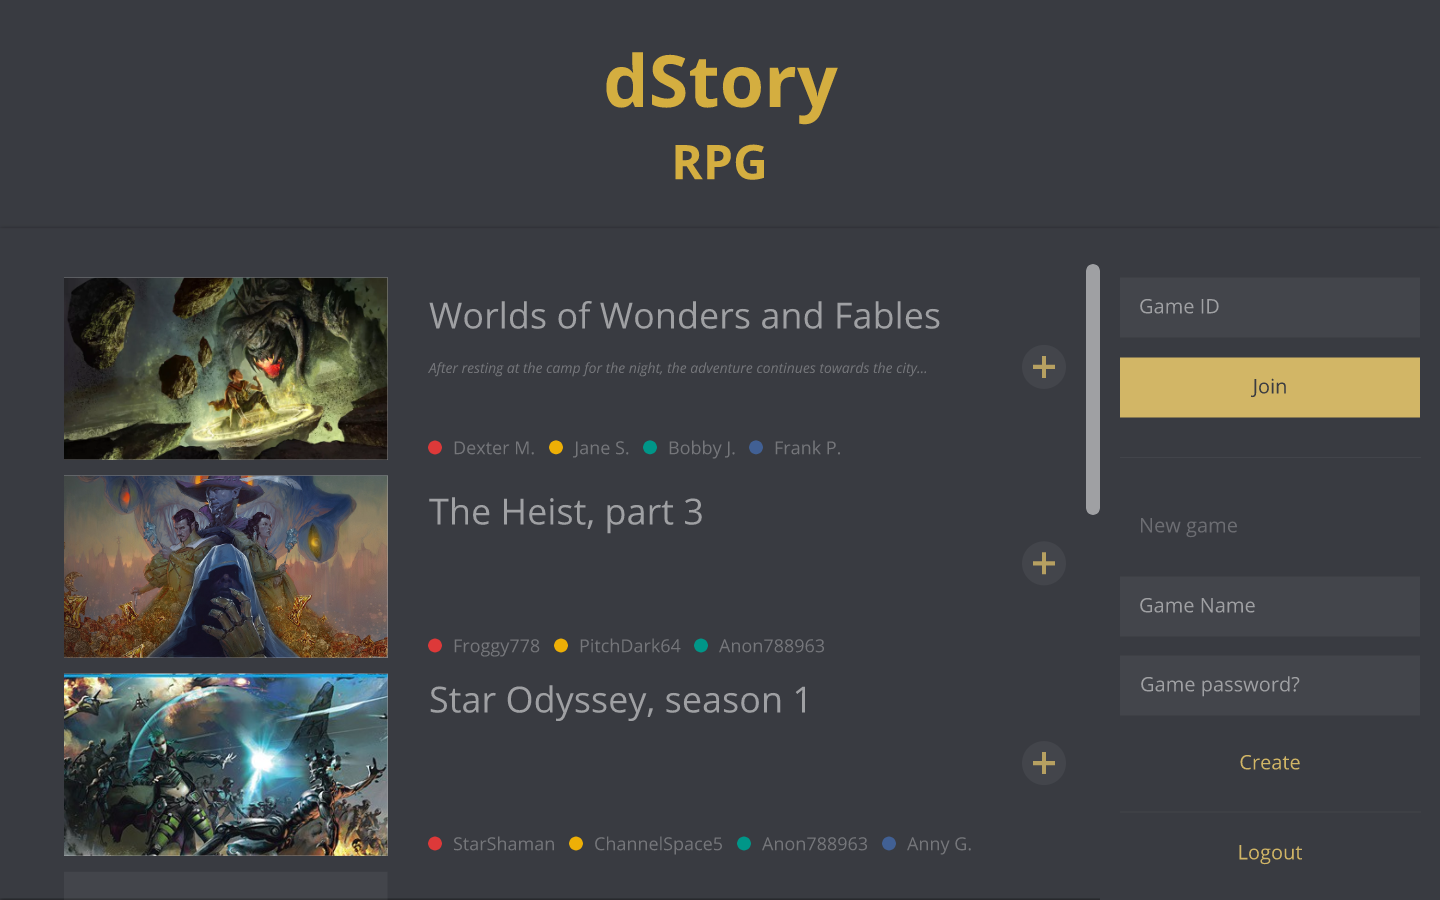 dStory
RPG
Worlds of Wonders and Fables
After resting at the camp for the night, the adventure continues towards the city...
Dexter M. Jane S. Bobby J. Frank P.
The Heist, part 3
Froggy778 PitchDark64 Anon788963
Star Odyssey, season 1
StarShaman ChannelSpace5 Anon788963 Anny G.
Game ID
Join
New game
Game Name
Game password?
Create
Logout